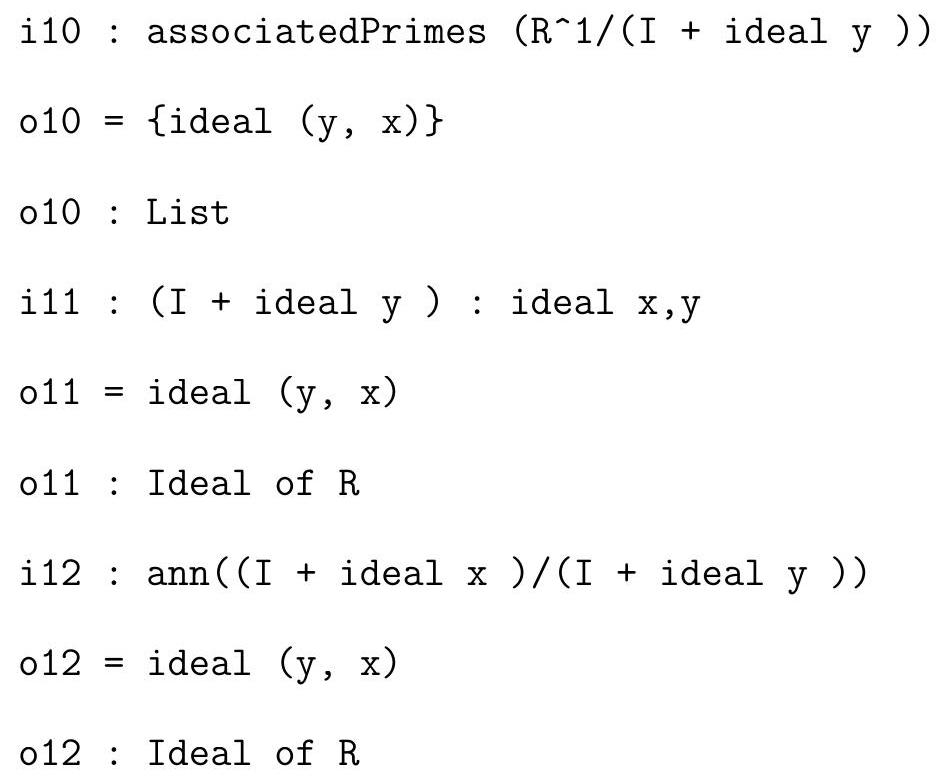 i10 : associatedPrimes (R^1/(I + ideal y ))
o10 = {ideal (y, x)}
o10 : List
i11 : (I + ideal y ) : ideal x,y
o11 = ideal (y, x)
o11 : Ideal of R
i12 : ann((I + ideal x )/(I + ideal y ))
o12 = ideal (y, x)
o12 : Ideal of R